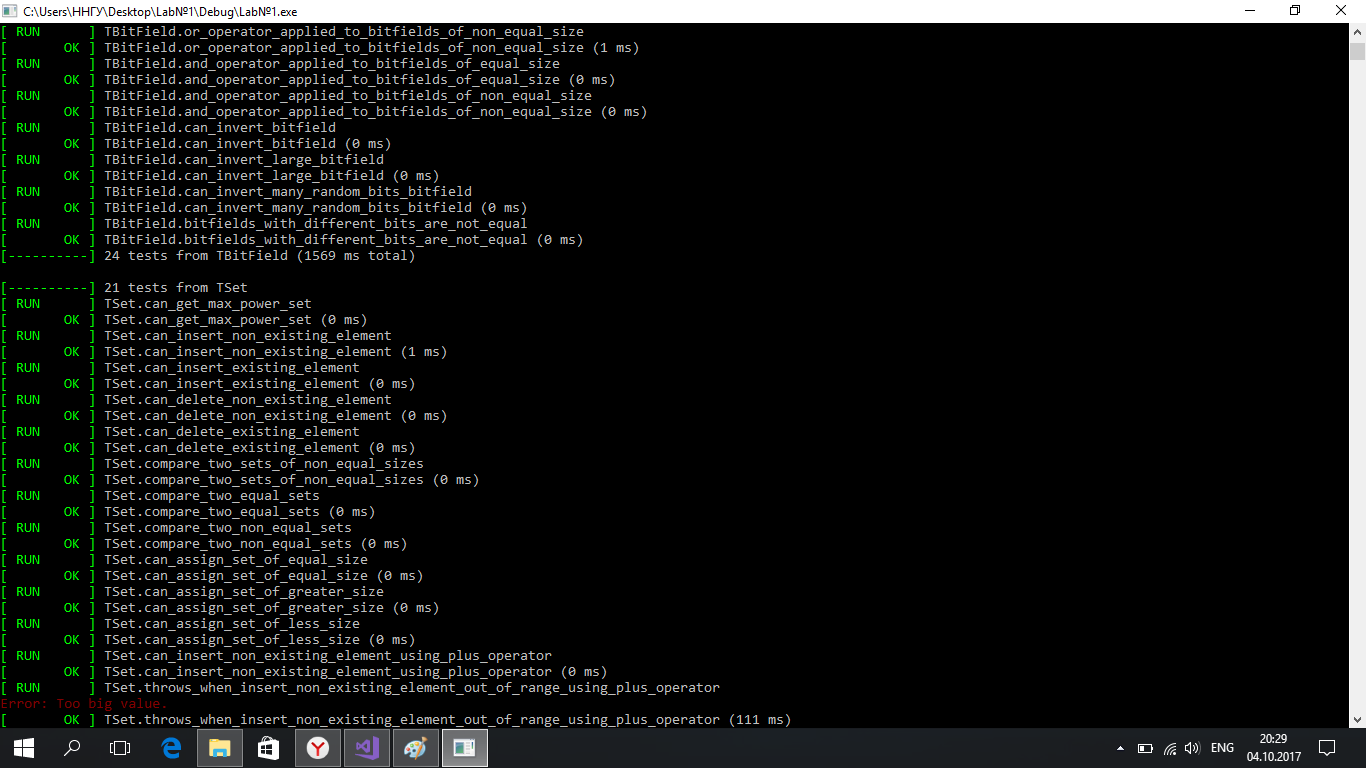 C:\Users\ННГУ\Desktop\Lab№1\Debug\Lab№1.exe
[ RUN      ] TBitField.or_operator_applied_to_bitfields_of_non_equal_size
[       OK ] TBitField.or_operator_applied_to_bitfields_of_non_equal_size (1 ms)
[ RUN      ] TBitField.and_operator_applied_to_bitfields_of_equal_size
[       OK ] TBitField.and_operator_applied_to_bitfields_of_equal_size (0 ms)
[ RUN      ] TBitField.and_operator_applied_to_bitfields_of_non_equal_size
[       OK ] TBitField.and_operator_applied_to_bitfields_of_non_equal_size (0 ms)
[ RUN      ] TBitField.can_invert_bitfield
[       OK ] TBitField.can_invert_bitfield (0 ms)
[ RUN      ] TBitField.can_invert_large_bitfield
[       OK ] TBitField.can_invert_large_bitfield (0 ms)
[ RUN      ] TBitField.can_invert_many_random_bits_bitfield
[       OK ] TBitField.can_invert_many_random_bits_bitfield (0 ms)
[ RUN      ] TBitField.bitfields_with_different_bits_are_not_equal
[       OK ] TBitField.bitfields_with_different_bits_are_not_equal (0 ms)
[----------] 24 tests from TBitField (1569 ms total)
[----------] 21 tests from TSet
[ RUN      ] TSet.can_get_max_power_set
[       OK ] TSet.can_get_max_power_set (0 ms)
[ RUN      ] TSet.can_insert_non_existing_element
[       OK ] TSet.can_insert_non_existing_element (1 ms)
[ RUN      ] TSet.can_insert_existing_element
[       OK ] TSet.can_insert_existing_element (0 ms)
[ RUN      ] TSet.can_delete_non_existing_element
[       OK ] TSet.can_delete_non_existing_element (0 ms)
[ RUN      ] TSet.can_delete_existing_element
[       OK ] TSet.can_delete_existing_element (0 ms)
[ RUN      ] TSet.compare_two_sets_of_non_equal_sizes
[       OK ] TSet.compare_two_sets_of_non_equal_sizes (0 ms)
[ RUN      ] TSet.compare_two_equal_sets
[       OK ] TSet.compare_two_equal_sets (0 ms)
[ RUN      ] TSet.compare_two_non_equal_sets
[       OK ] TSet.compare_two_non_equal_sets (0 ms)
[ RUN      ] TSet.can_assign_set_of_equal_size
[       OK ] TSet.can_assign_set_of_equal_size (0 ms)
[ RUN      ] TSet.can_assign_set_of_greater_size
[       OK ] TSet.can_assign_set_of_greater_size (0 ms)
[ RUN      ] TSet.can_assign_set_of_less_size
[       OK ] TSet.can_assign_set_of_less_size (0 ms)
[ RUN      ] TSet.can_insert_non_existing_element_using_plus_operator
[       OK ] TSet.can_insert_non_existing_element_using_plus_operator (0 ms)
[ RUN      ] TSet.throws_when_insert_non_existing_element_out_of_range_using_plus_operator
Error: Too big value.
[       OK ] TSet.throws_when_insert_non_existing_element_out_of_range_using_plus_operator (111 ms)
ENG
20:29
04.10.2017